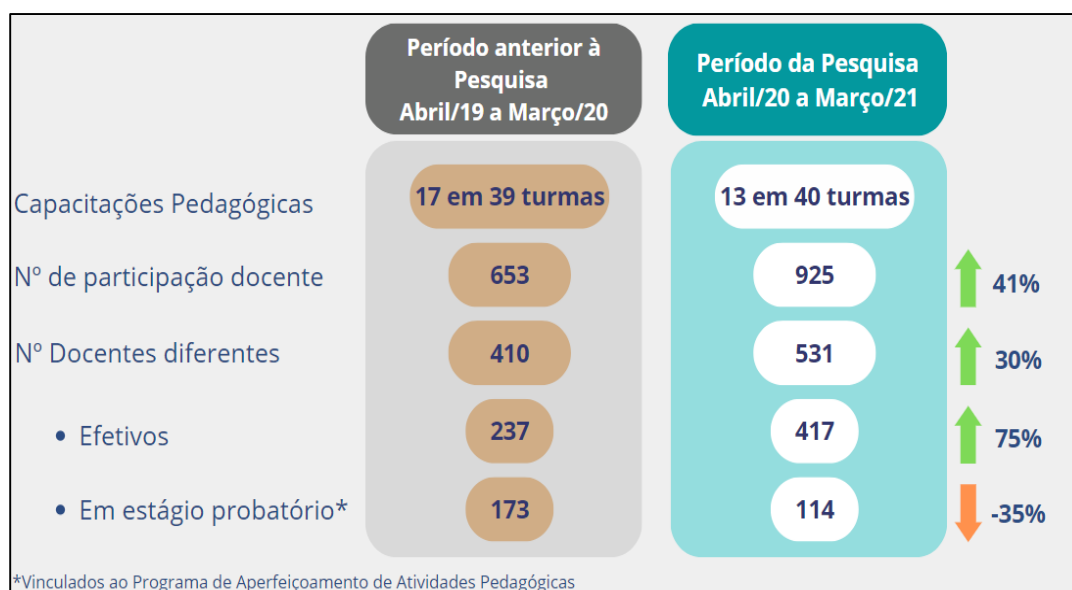 Período anterior à
Pesquisa
Abril/19 a Março/20
Período da Pesquisa
Abril/20 a Março/21
Capacitações Pedagógicas
17 em 39 turmas
13 em 40 turmas
Nº de participação docente
653
925
41%
Nº Docentes diferentes
410
531
30%
• Efetivos
237
417
75%
• Em estágio probatório*
173
114
-35%
*Vinculados ao Programa de Aperfeiçoamento de Atividades Pedagógicas